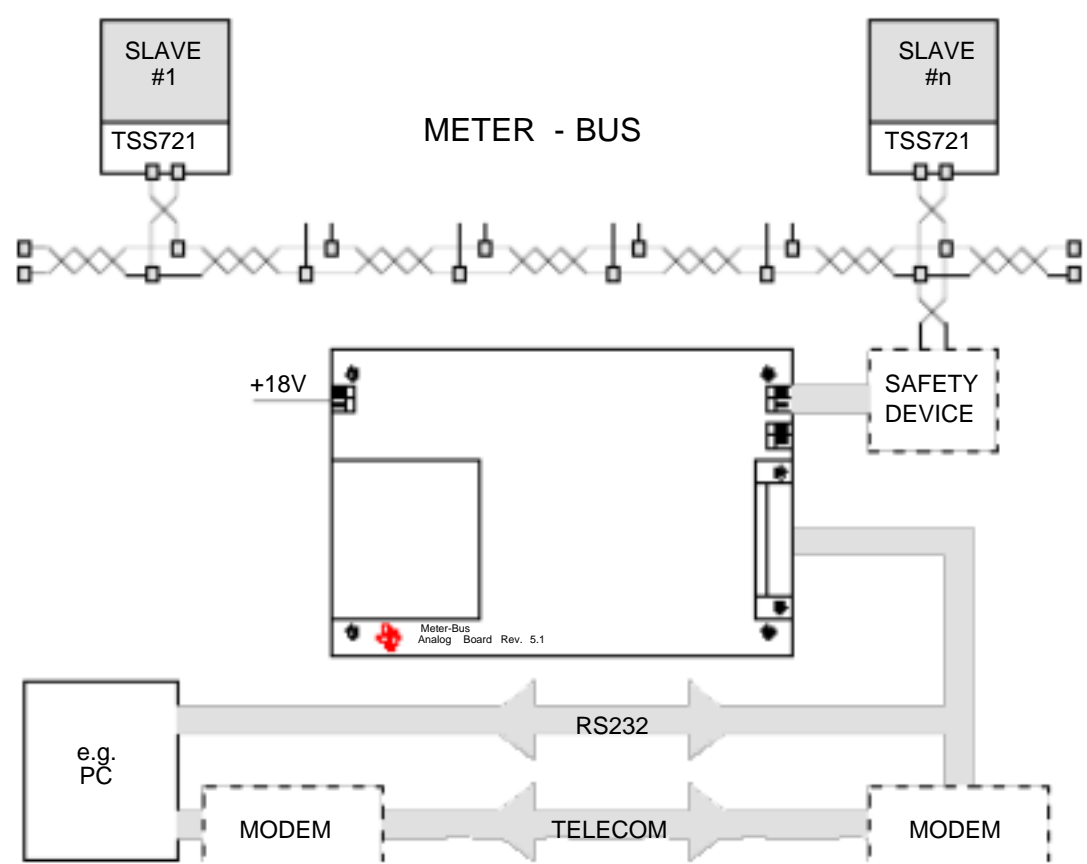 SLAVE
#1
TSS721
METER - BUS
SLAVE
#n
TSS721
+18V
SAFETY
DEVICE
Meter-Bus
Analog Board Rev. 5.1
e.g.
PC
RS232
MODEM
TELECOM
MODEM